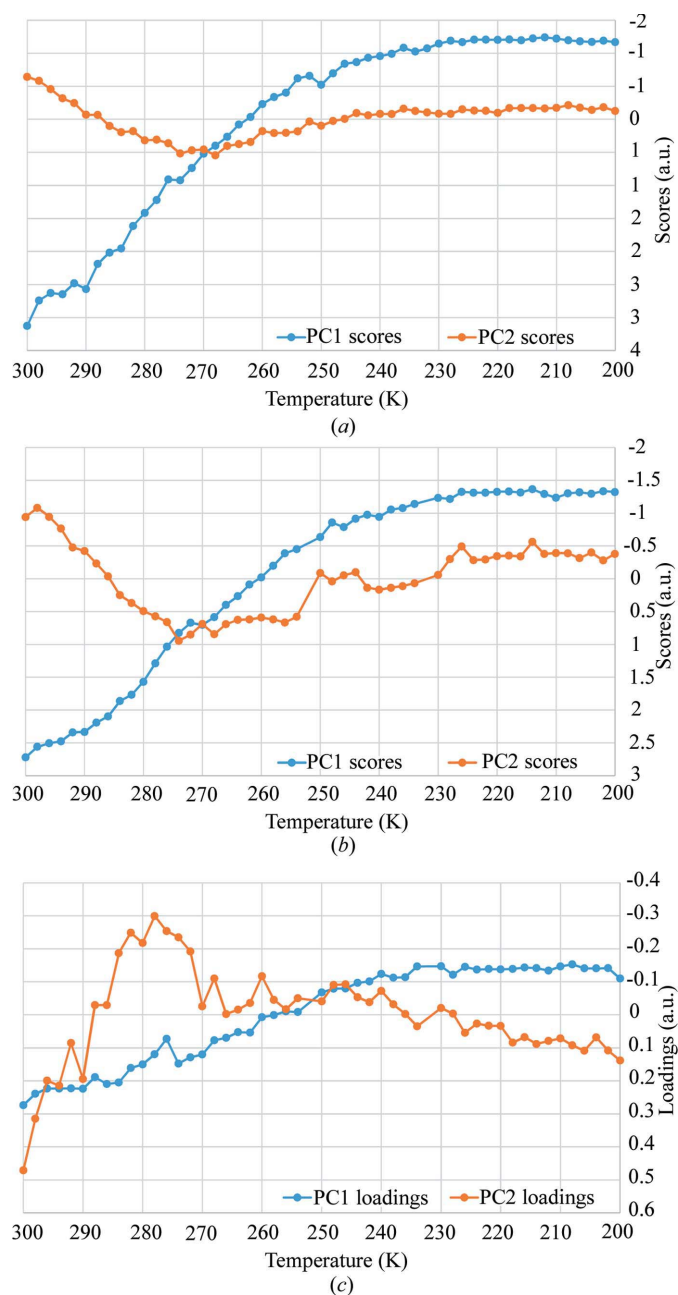 -2
-1
-1
0
1
1
2
2
3
3
4
Scores (a.u.)
PC1 scores PC2 scores
300 290 280 270 260 250 240 230 220 210 200
Temperature (K)
(a)
-2
-1.5
-1
-0.5
0
0.5
1
1.5
2
2.5
3
Scores (a.u.)
PC1 scores PC2 scores
300 290 280 270 260 250 240 230 220 210 200
Temperature (K)
(b)
-0.4
-0.3
-0.2
-0.1
0
0.1
0.2
0.3
0.4
0.5
0.6
Loadings (a.u.)
PC1 loadings PC2 loadings
300 290 280 270 260 250 240 230 220 210 200
Temperature (K)
(c)